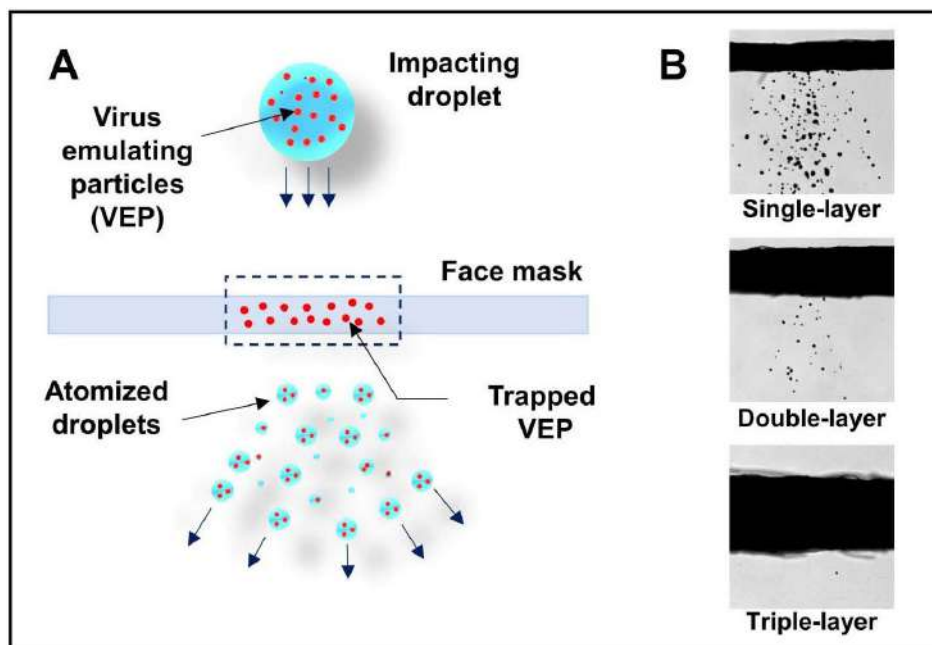 A
Impacting
droplet
Virus
emulating
particles
(VEP)
Face mask
Atomized
droplets
Trapped
VEP
B
Single-layer
Double-layer
Triple-layer